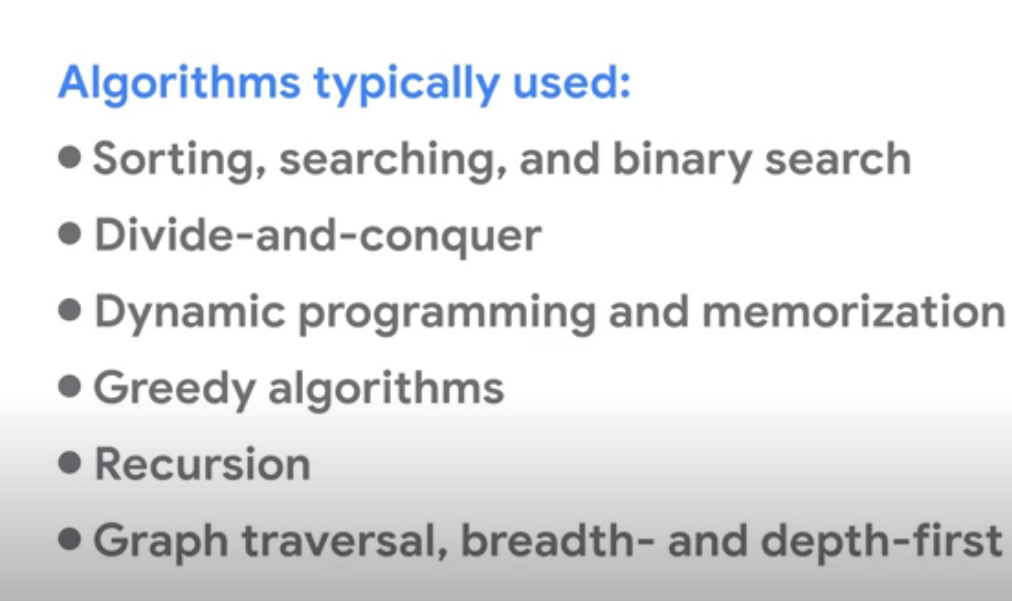 Algorithms typically used:
● Sorting, searching, and binary search
● Divide-and-conquer
● Dynamic programming and memorization
● Greedy algorithms
● Recursion
● Graph traversal, breadth- and depth-first